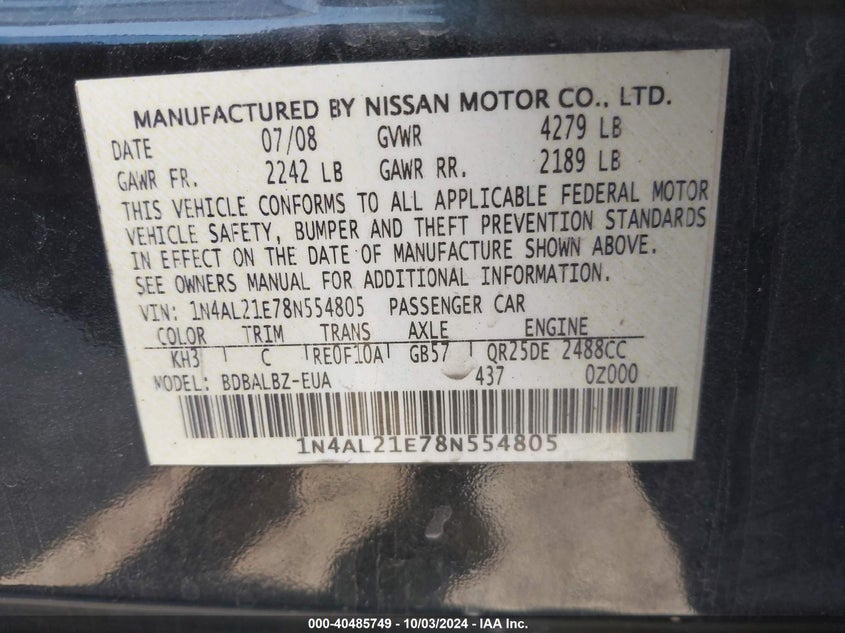 MANUFACTURED BY NISSAN MOTOR CO., LTD.
DATE 07/08 GVWR 4279 LB
GAWR FR. 2242 LB GAWR RR. 2189 LB
THIS VEHICLE CONFORMS TO ALL APPLICABLE FEDERAL MOTOR
VEHICLE SAFETY, BUMPER AND THEFT PREVENTION STANDARDS
IN EFFECT ON THE DATE OF MANUFACTURE SHOWN ABOVE.
SEE OWNERS MANUAL FOR ADDITIONAL INFORMATION.
VIN: 1N4AL21E78N554805 PASSENGER CAR
COLOR TRIM TRANS AXLE ENGINE
KH3 C RE0F10A GB57 QR25DE 2488CC
MODEL: BDBALBZ-EUA 437 0Z000
1N4AL21E78N554805
000-40485749 - 10/03/2024 - IAA Inc.